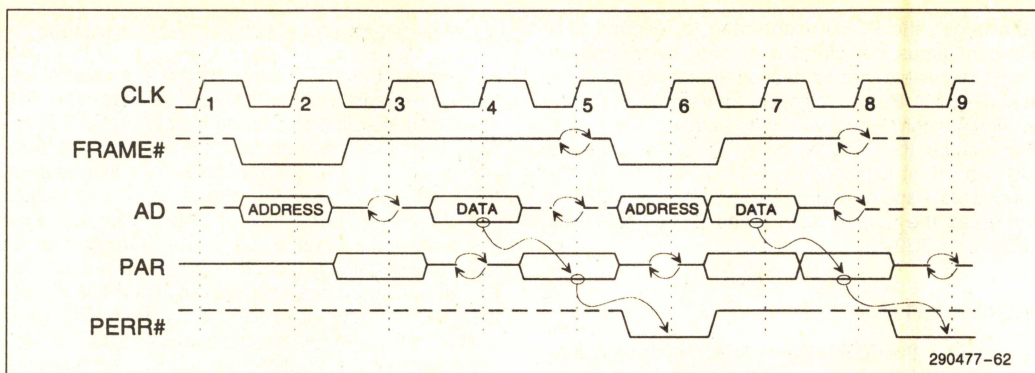 CLK 1 2 3 4 5 6 7 8 9
FRAME#
AD ADDRESS DATA ADDRESS DATA
PAR
PERR#
290477-62